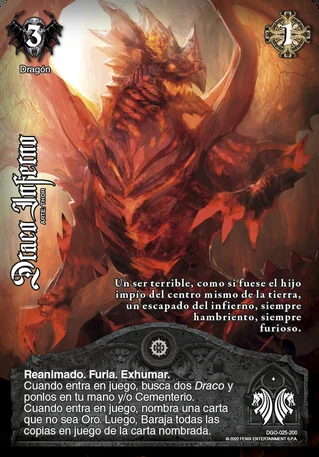 3
1
Dragón
Draco Inferno
ARTE: THOR
Un ser terrible, como si fuese el hijo
impío del centro mismo de la tierra,
un escapado del infierno, siempre
hambriento, siempre
furioso.
Reanimado. Furia. Exhumar.
Cuando entra en juego, busca dos Draco y
ponlos en tu mano y/o Cementerio.
Cuando entra en juego, nombra una carta
que no sea Oro. Luego, Baraja todas las
copias en juego de la carta nombrada.
DGO-025-200
© 2022 FENIX ENTERTAINMENT S.P.A.